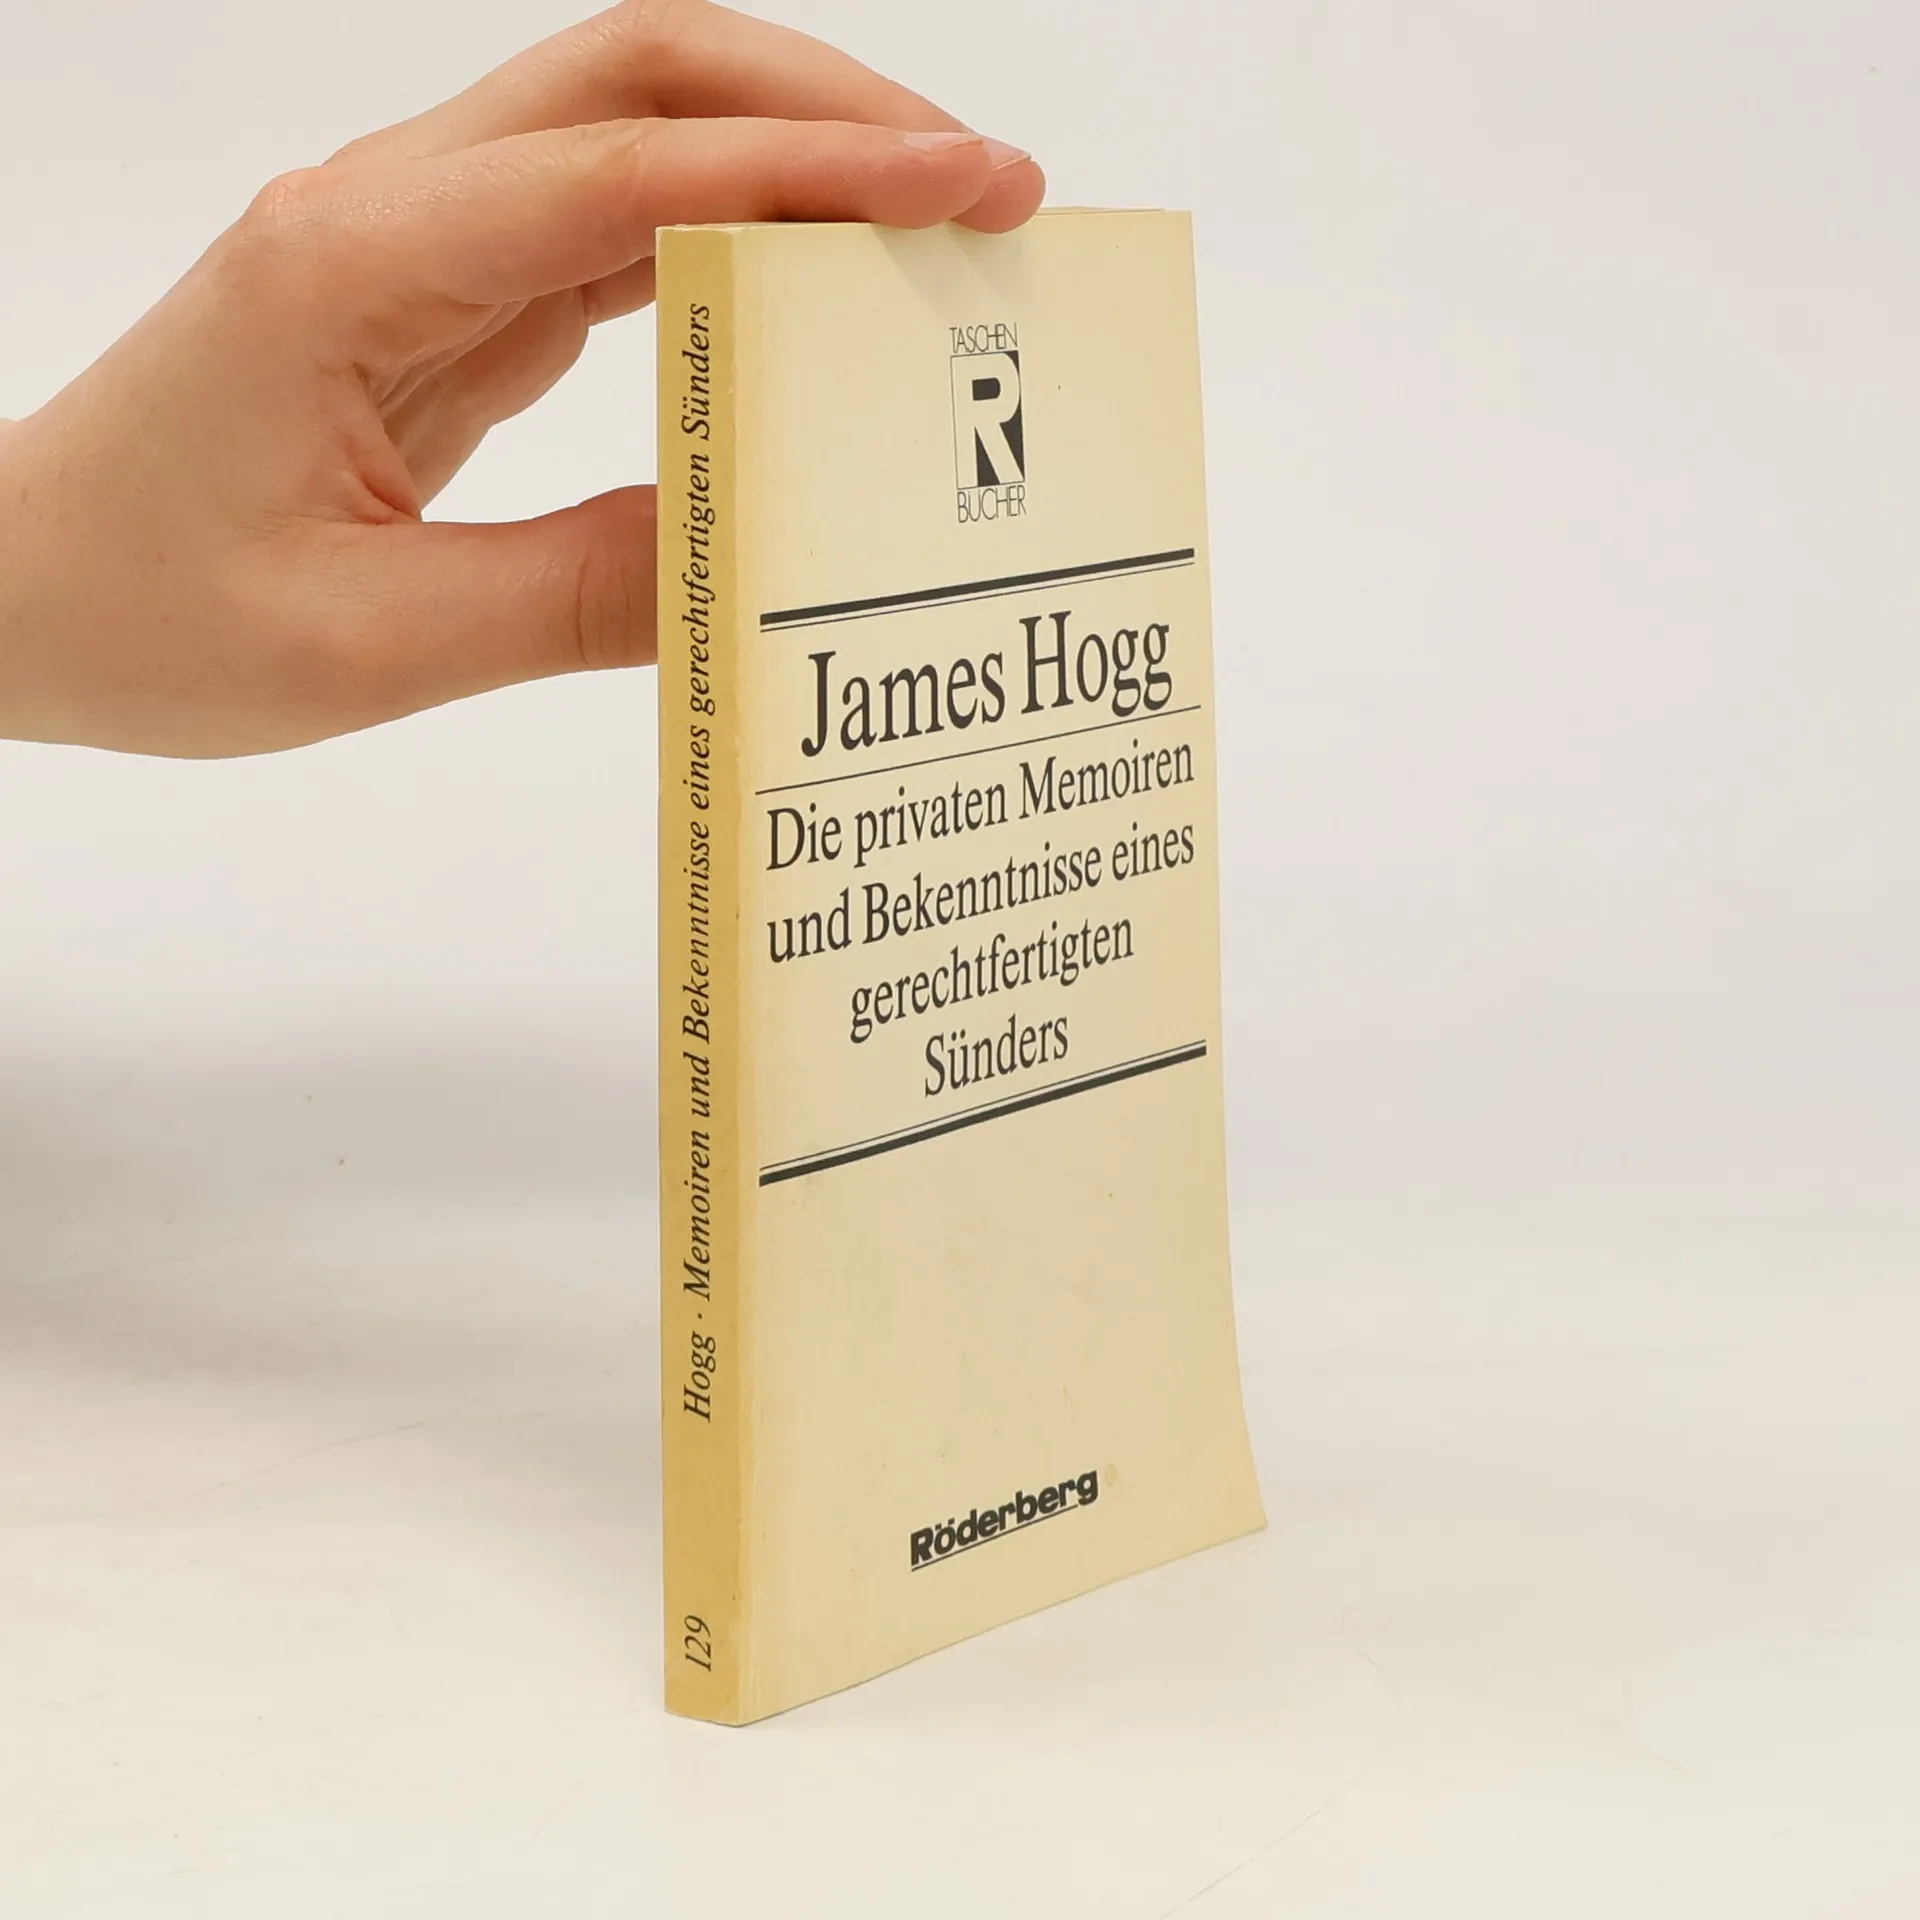 Hogg · Memoiren und Bekenntnisse eines gerechtfertigten Sünders
129
TASCHEN
R
BUCHER
James Hogg
Die privaten Memoiren
und Bekenntnisse eines
gerechtfertigten
Sünders
Röderberg